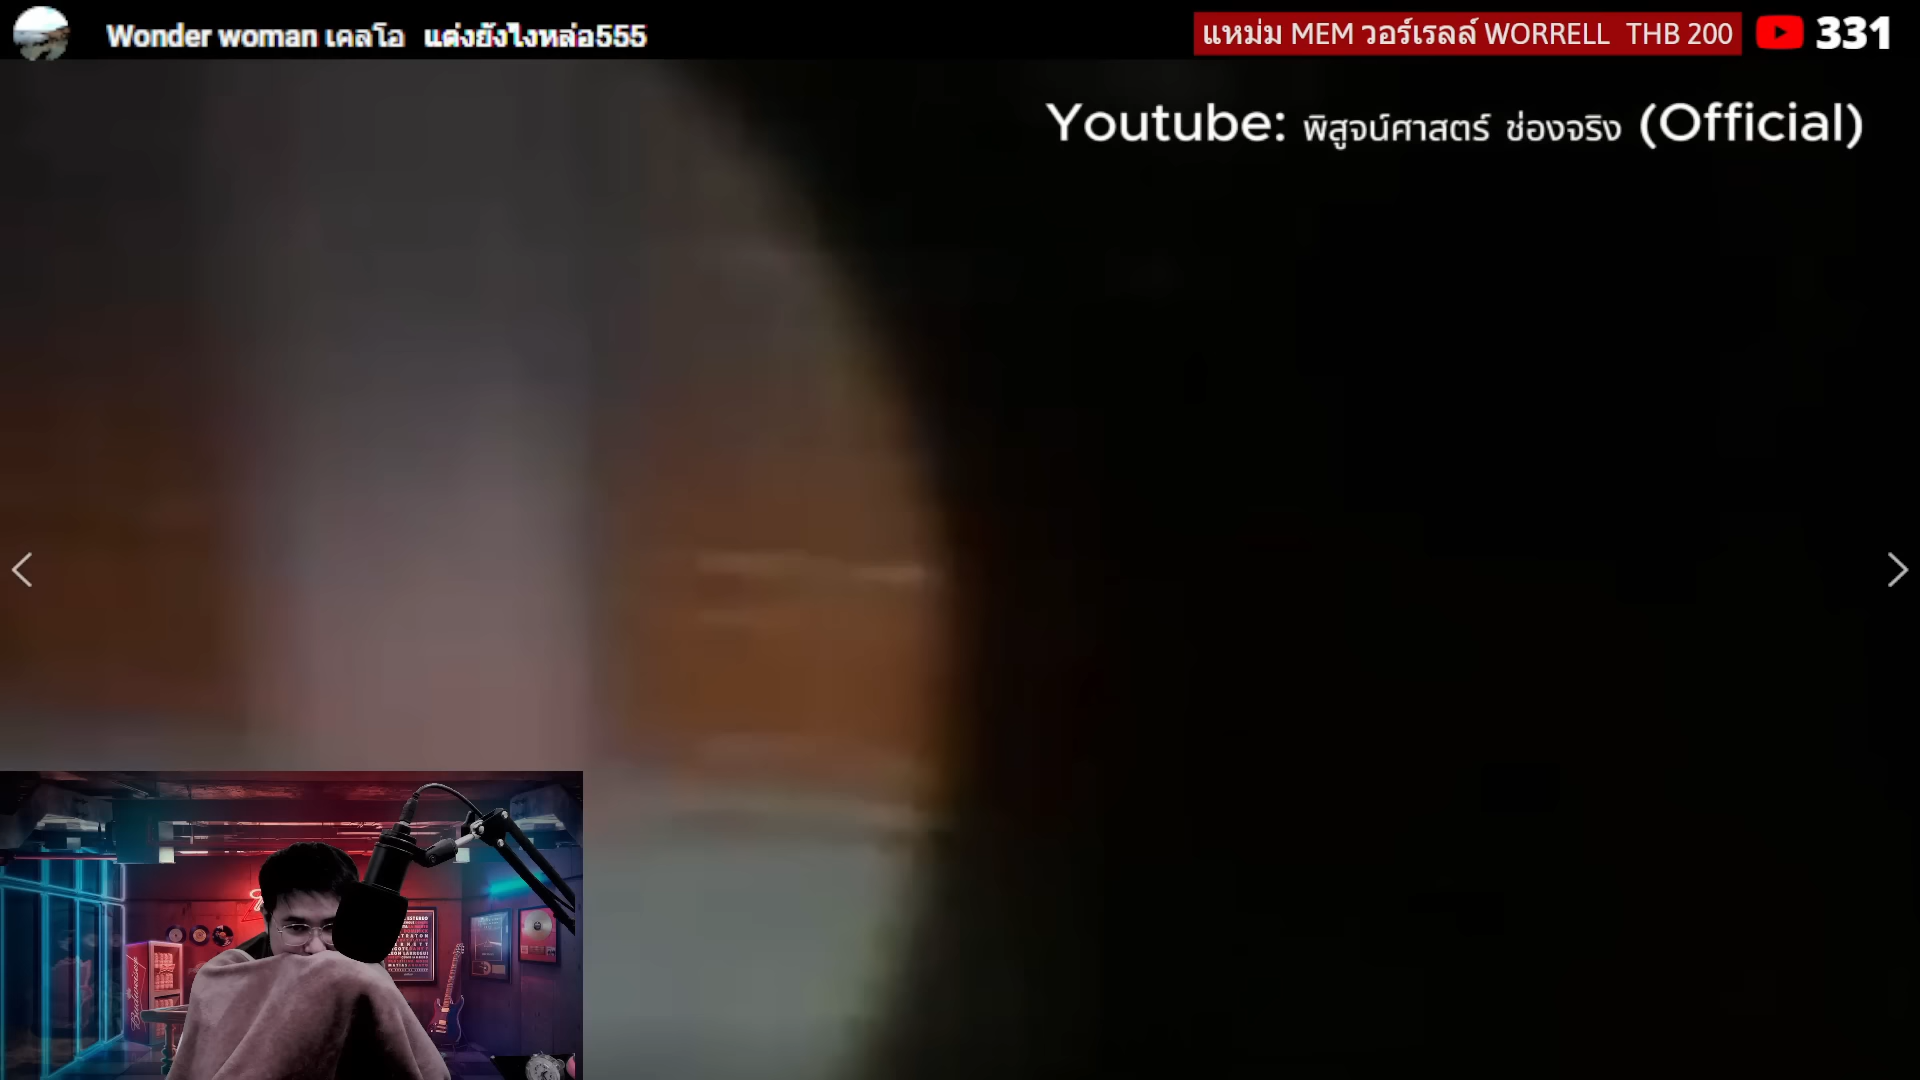 Wonder woman เคลโอ แต่งยังไงหล่อ555
แหม่ม MEM วอร์เรลล์ WORRELL THB 200
331
Youtube: พิสูจน์ศาสตร์ ช่องจริง (Official)
Budweiser